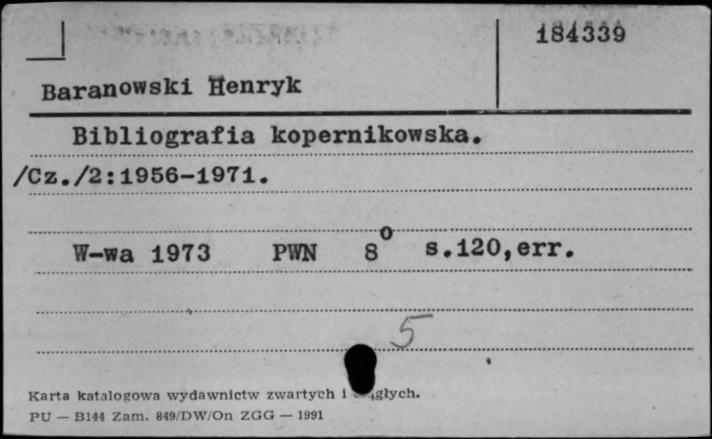 184339
Baranowski Henryk
Bibliografia kopernikowska.
/Cz./2:1956-1971.
W-wa 1973 PWN 8° s.120,err.
5
Karta katalogowa wydawnictw zwartych i
PU — B144 Zam. 849/DW/On ZGG — 1991